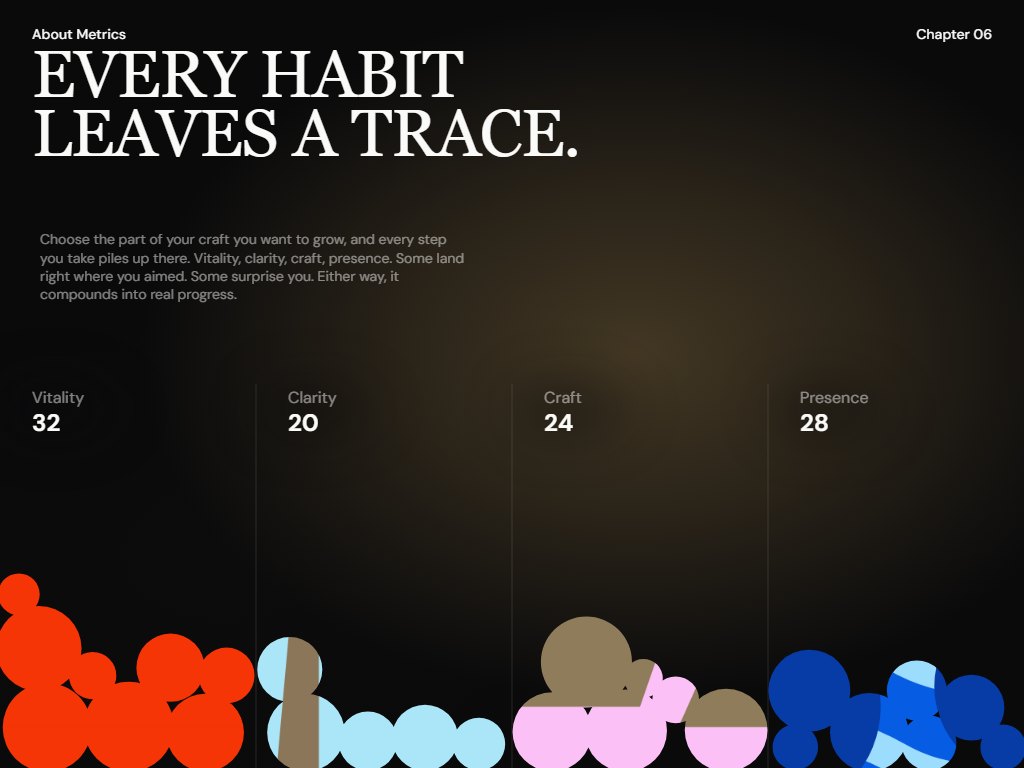 About Metrics
Chapter 06
EVERY HABIT
LEAVES A TRACE.
Choose the part of your craft you want to grow, and every step
you take piles up there. Vitality, clarity, craft, presence. Some land
right where you aimed. Some surprise you. Either way, it
compounds into real progress.
Vitality
32
Clarity
20
Craft
24
Presence
28